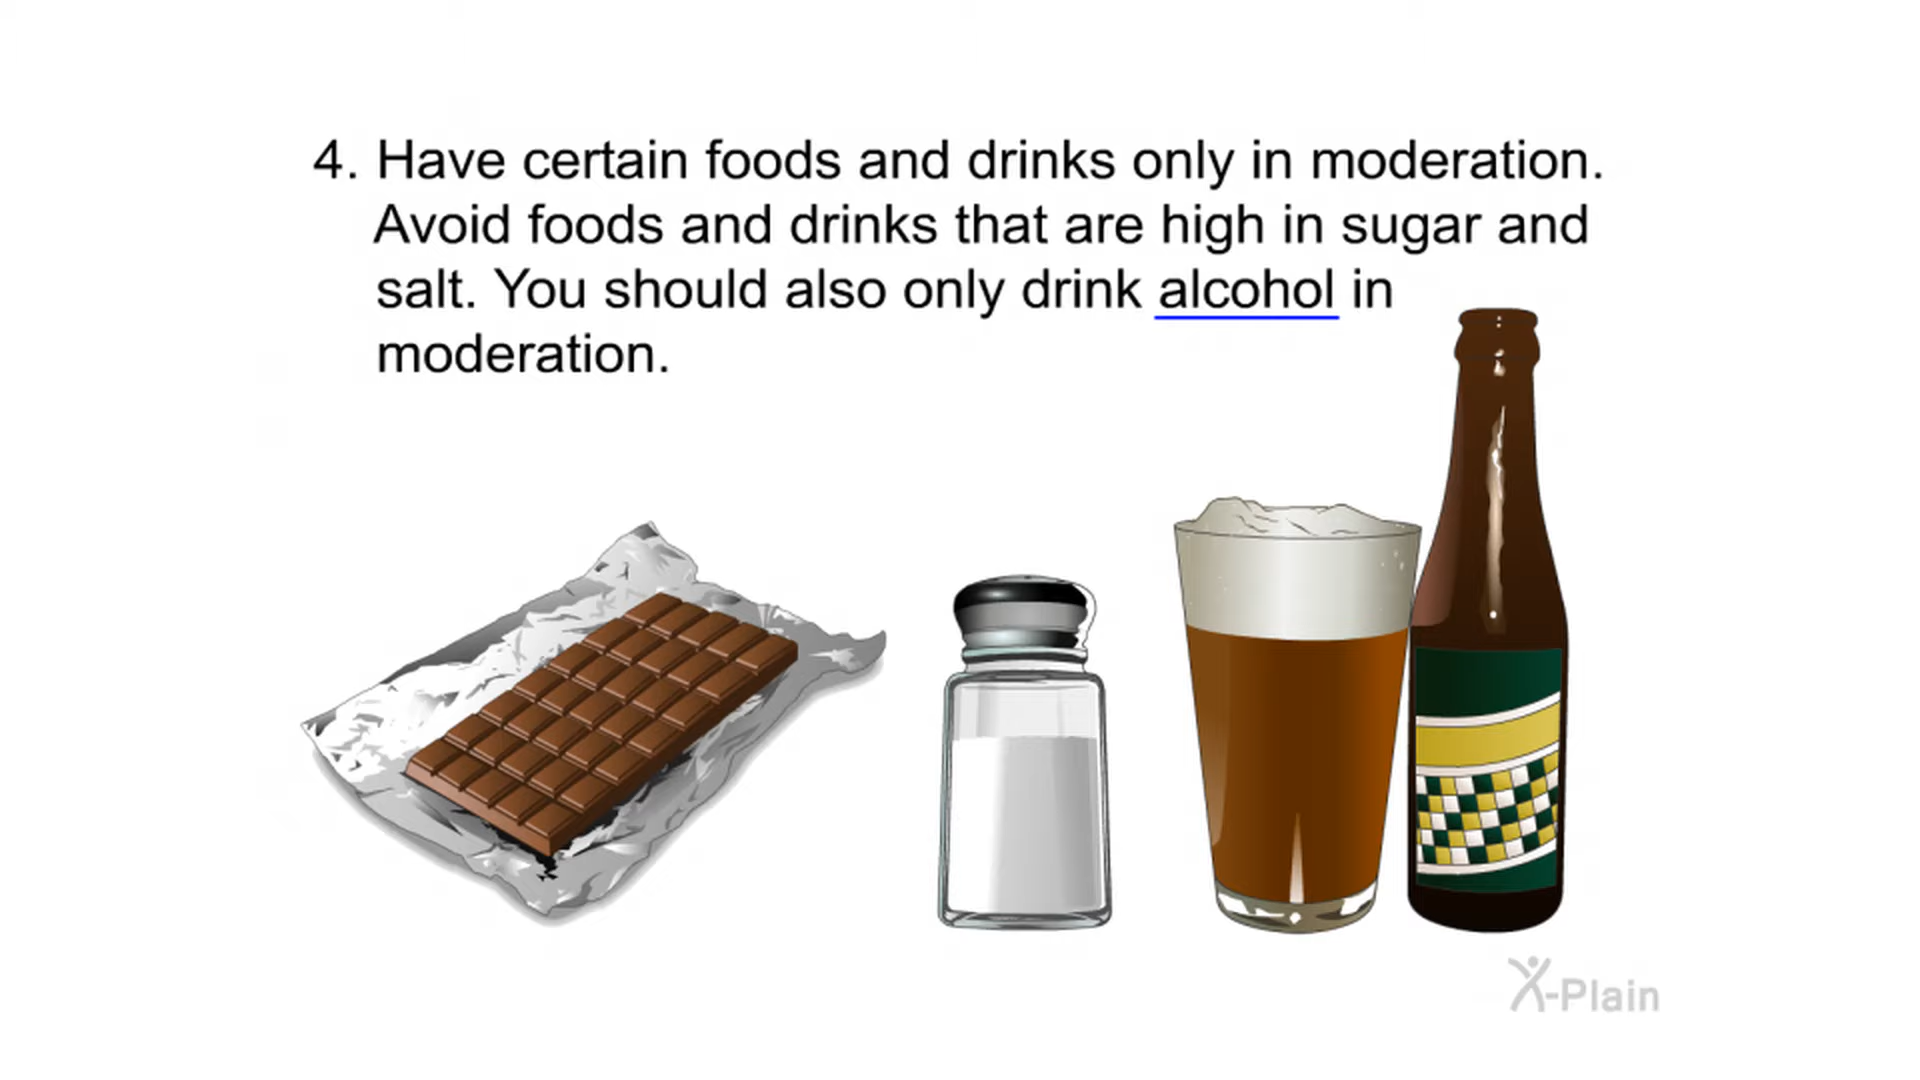 4. Have certain foods and drinks only in moderation.
Avoid foods and drinks that are high in sugar and
salt. You should also only drink alcohol in
moderation.
X-Plain